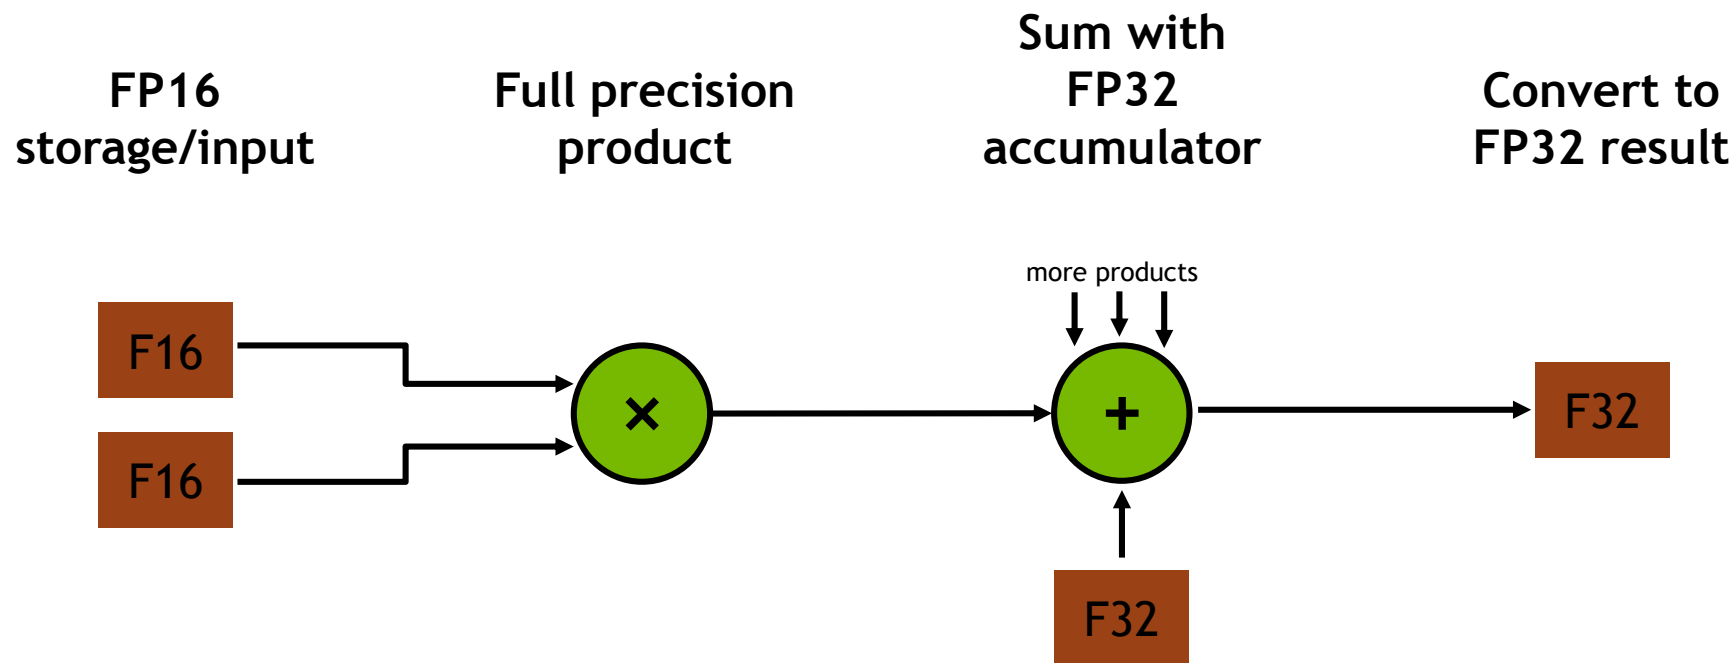 FP16
storage/input
Full precision
product
Sum with
FP32
accumulator
Convert to
FP32 result
more products
F16
F16
×
+
F32
F32